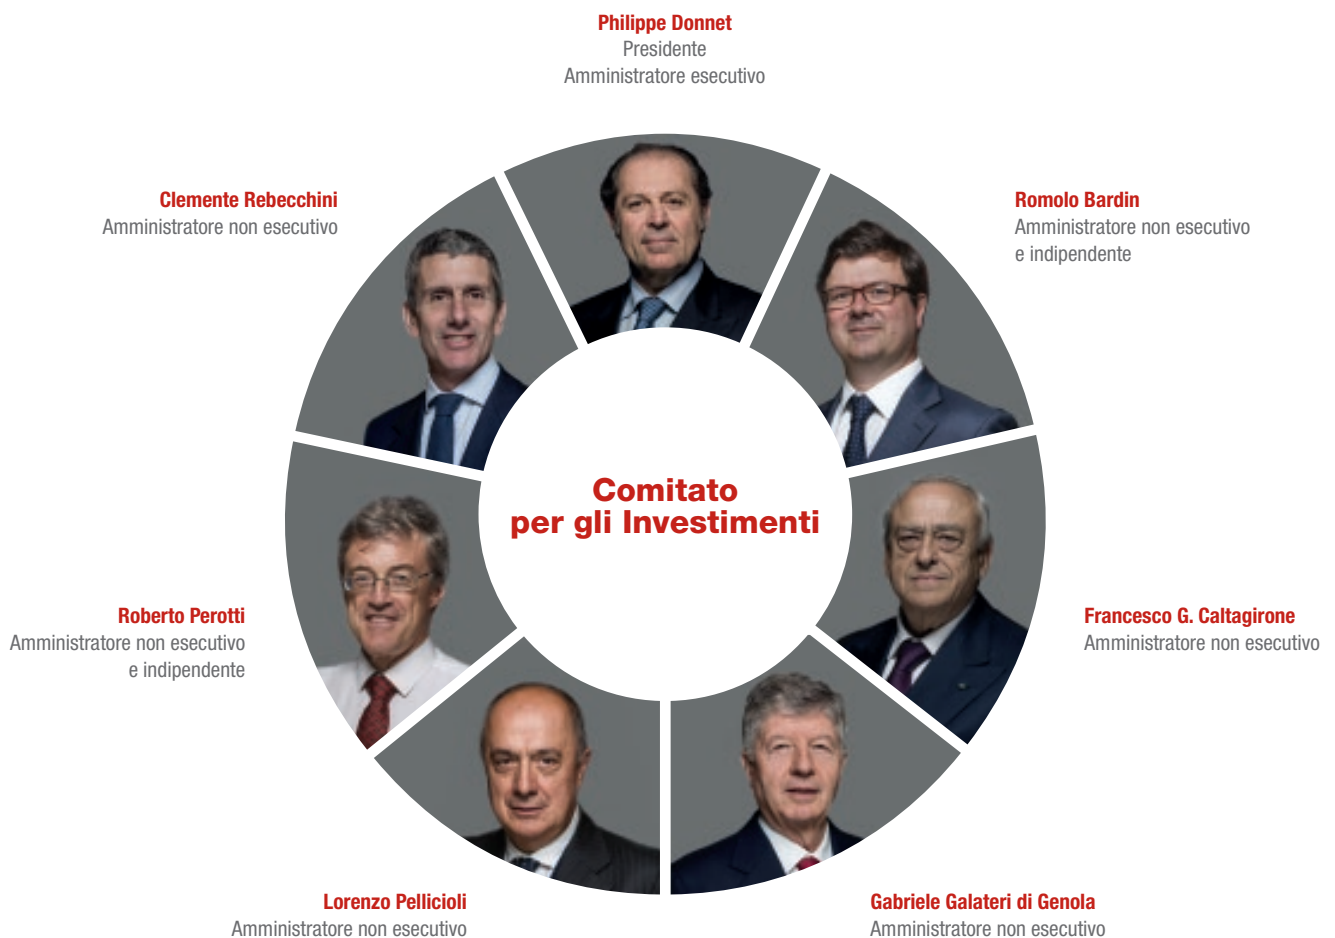 Philippe Donnet
Presidente
Amministratore esecutivo
Clemente Rebecchini
Amministratore non esecutivo
Romolo Bardin
Amministratore non esecutivo
e indipendente
Comitato
per gli Investimenti
Roberto Perotti
Amministratore non esecutivo
e indipendente
Francesco G. Caltagirone
Amministratore non esecutivo
Lorenzo Pellicioli
Amministratore non esecutivo
Gabriele Galateri di Genola
Amministratore non esecutivo